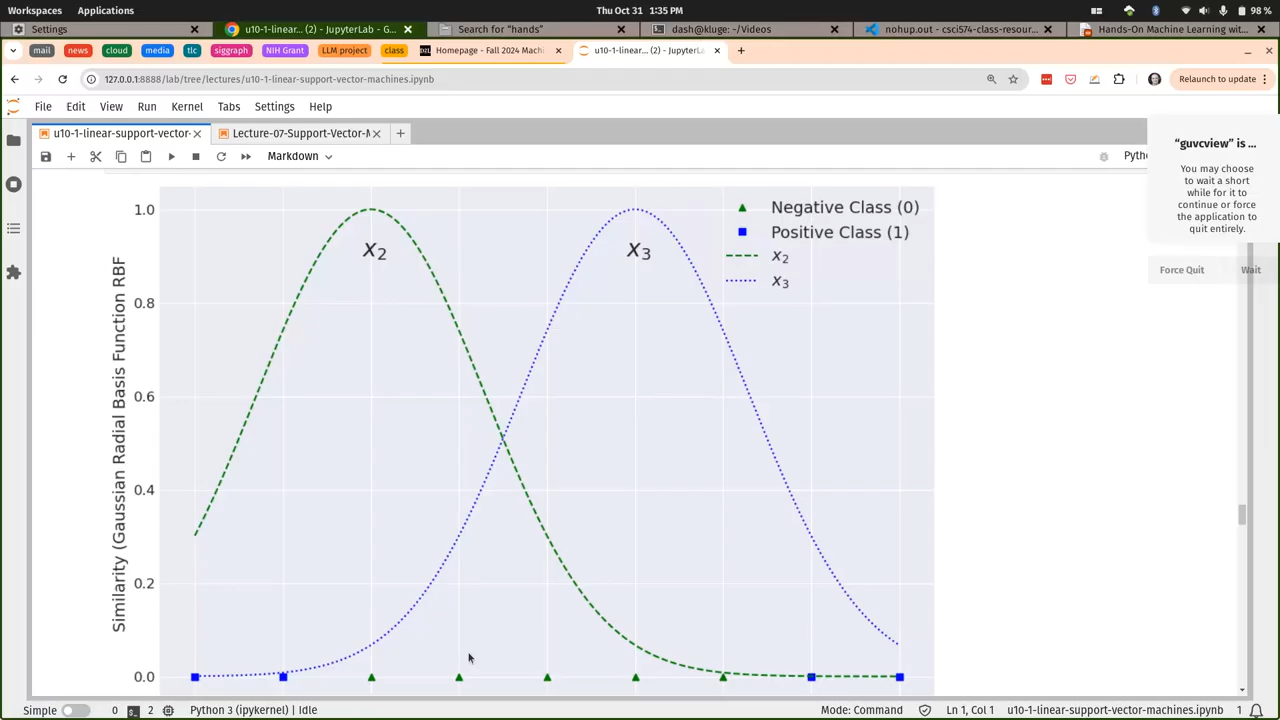 Workspaces Applications Thu Oct 31 1:35 PM 98 %
Settings u10-1-linear... (2) - JupyterLab - G... Search for "hands" dash@kluge: ~/Videos nohup.out - csci574-class-resour... Hands-On Machine Learning wit...
mail news cloud media tlc siggraph NIH Grant LLM project class Homepage - Fall 2024 Machi u10-1-linear... (2) - JupyterLa
127.0.0.1:8888/lab/tree/lectures/u10-1-linear-support-vector-machines.ipynb Relaunch to update
File Edit View Run Kernel Tabs Settings Help
u10-1-linear-support-vector- Lecture-07-Support-Vector-M
Markdown Pytho
"guvcview" is ...
You may choose
to wait a short
while for it to
continue or force
the application to
quit entirely.
Force Quit Wait
Negative Class (0)
Positive Class (1)
x2
x3
x2
x3
Similarity (Gaussian Radial Basis Function RBF
1.0
0.8
0.6
0.4
0.2
0.0
Simple 0 2 Python 3 (ipykernel) | Idle Mode: Command Ln 1, Col 1 u10-1-linear-support-vector-machines.ipynb 1